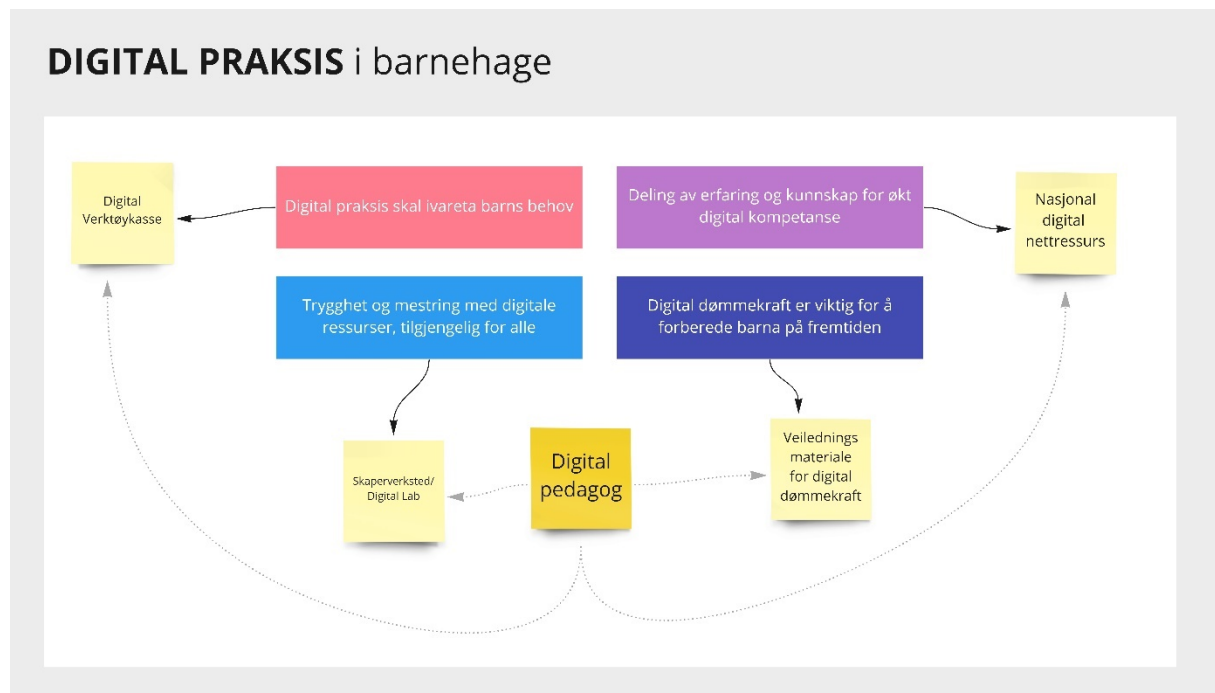 DIGITAL PRAKSIS i barnehage
Digital
Verktøykasse
Digital praksis skal ivareta barns behov
Deling av erfaring og kunnskap for økt
digital kompetanse
Nasjonal
digital
nettressurs
Trygghet og mestring med digitale
ressurser, tilgjengelig for alle
Digital dømmekraft er viktig for å
forberede barna på fremtiden
Skaperverksted/
Digital Lab
Digital
pedagog
Veilednings
materiale
for digital
dømmekraft